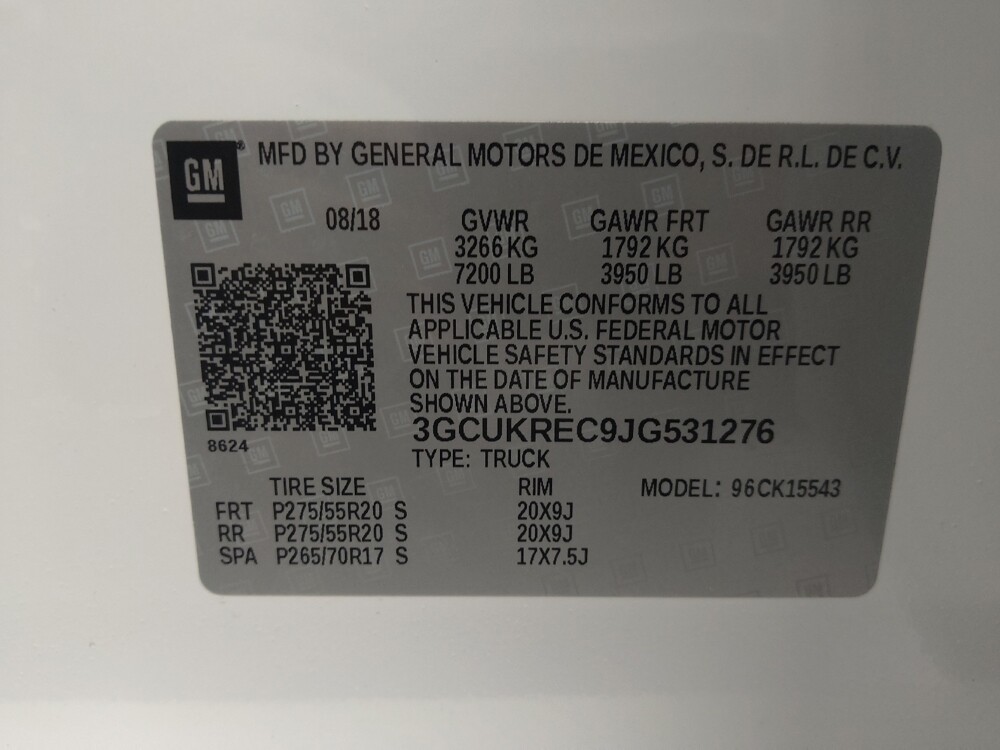 GM® MFD BY GENERAL MOTORS DE MEXICO, S. DE R.L. DE C.V.
08/18 GVWR GAWR FRT GAWR RR
3266 KG 1792 KG 1792 KG
7200 LB 3950 LB 3950 LB
THIS VEHICLE CONFORMS TO ALL
APPLICABLE U.S. FEDERAL MOTOR
VEHICLE SAFETY STANDARDS IN EFFECT
ON THE DATE OF MANUFACTURE
SHOWN ABOVE.
3GCUKREC9JG531276
8624
TYPE: TRUCK
TIRE SIZE RIM MODEL: 96CK15543
FRT P275/55R20 S 20X9J
RR P275/55R20 S 20X9J
SPA P265/70R17 S 17X7.5J